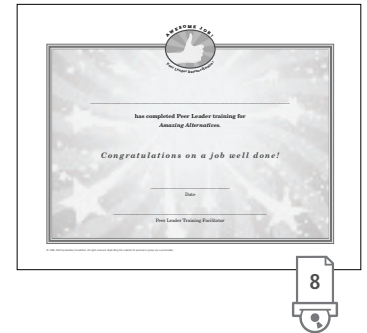 AWESOME JOB!
has completed Peer Leader training for
Amazing Alternatives.
Congratulations on a job well done!
Date
Peer Leader Training Facilitator
8